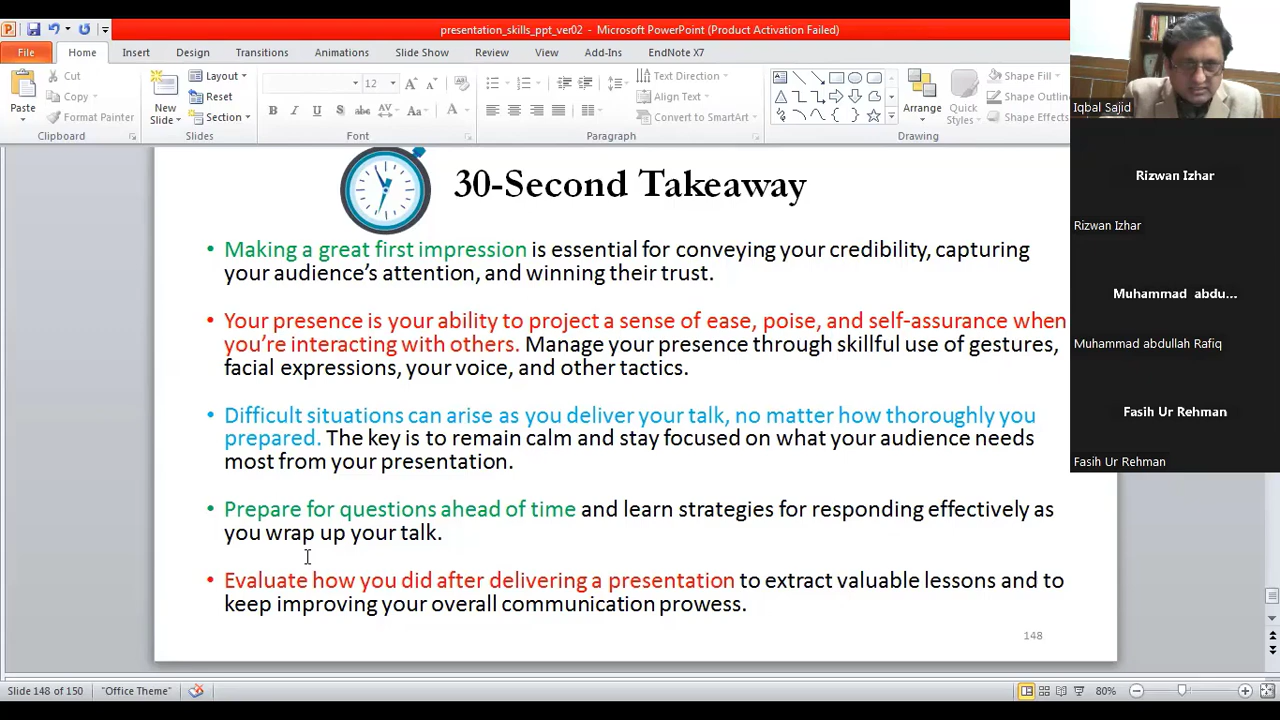 presentation_skills_ppt_ver02 - Microsoft PowerPoint (Product Activation Failed)
File Home Insert Design Transitions Animations Slide Show Review View Add-Ins EndNote X7
Paste
Cut
Copy
Format Painter
Clipboard
New
Slide
Layout
Reset
Section
Slides
12
Font
Text Direction
Align Text
Convert to SmartArt
Paragraph
Arrange
Quick
Styles
Shape Fill
Shape Outline
Shape Effects
Drawing
30-Second Takeaway
• Making a great first impression is essential for conveying your credibility, capturing
your audience's attention, and winning their trust.
• Your presence is your ability to project a sense of ease, poise, and self-assurance when
you're interacting with others. Manage your presence through skillful use of gestures,
facial expressions, your voice, and other tactics.
• Difficult situations can arise as you deliver your talk, no matter how thoroughly you
prepared. The key is to remain calm and stay focused on what your audience needs
most from your presentation.
• Prepare for questions ahead of time and learn strategies for responding effectively as
you wrap up your talk.
• Evaluate how you did after delivering a presentation to extract valuable lessons and to
keep improving your overall communication prowess.
148
Slide 148 of 150 "Office Theme" 80%
Iqbal Sajid
Rizwan Izhar
Rizwan Izhar
Muhammad abdu...
Muhammad abdullah Rafiq
Fasih Ur Rehman
Fasih Ur Rehman